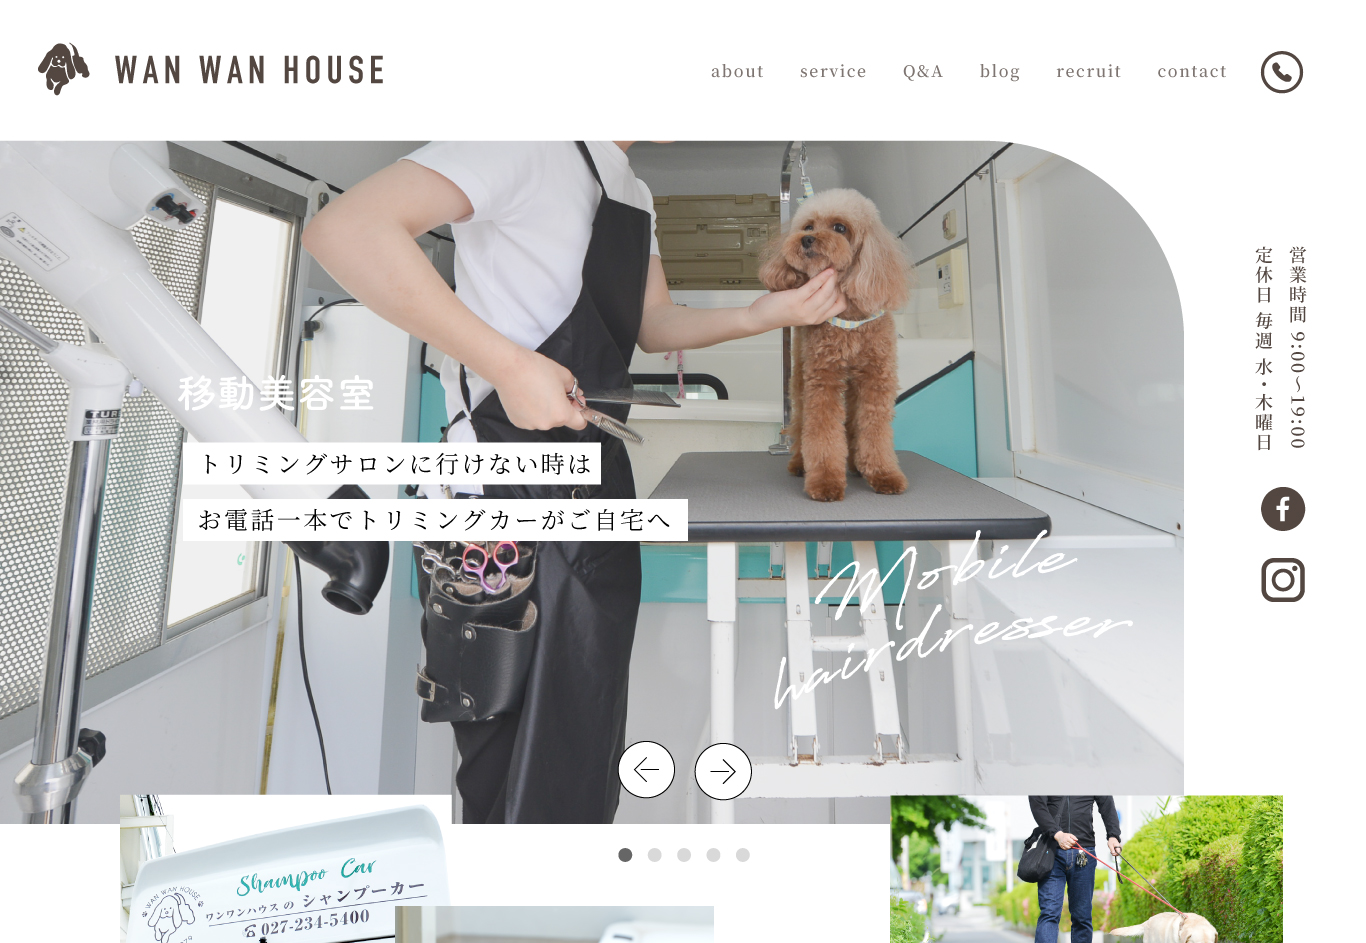 WAN WAN HOUSE
about service Q&A blog recruit contact
営業時間 9:00〜19:00
定休日 毎週 水・木曜日
移動美容室
トリミングサロンに行けない時は
お電話一本でトリミングカーがご自宅へ
Mobile
hairdresser
Shampoo Car
WAN WAN HOUSE
ワンワンハウス の シャンプーカー
027-234-5400